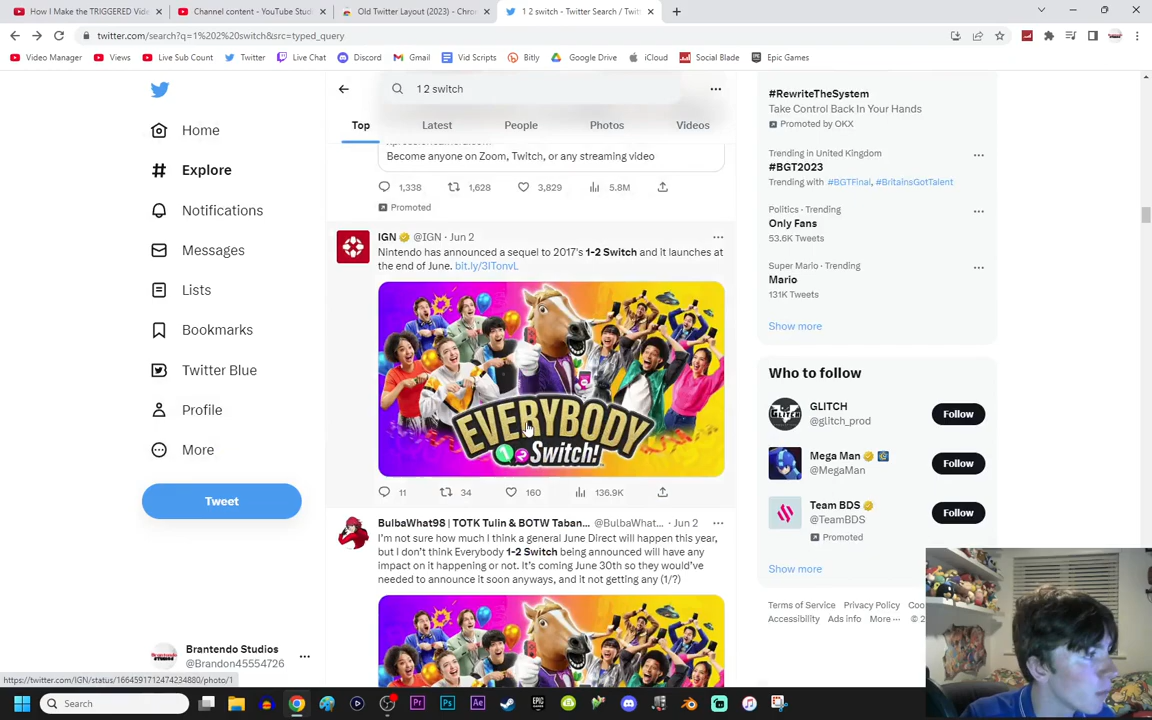 How I Make the TRIGGERED Vid
Channel content - YouTube Studi
Old Twitter Layout (2023) - Chro
1 2 switch - Twitter Search / Twitt
twitter.com/search?q=1%202%20switch&src=typed_query
Video Manager
Views
Live Sub Count
Twitter
Live Chat
Discord
Gmail
Vid Scripts
Bitly
Google Drive
iCloud
Social Blade
Epic Games
Home
Explore
Notifications
Messages
Lists
Bookmarks
Twitter Blue
Profile
More
Tweet
Brantendo Studios
@Brandon45554726
https://twitter.com/IGN/status/1664591712474234880/photo/1
1 2 switch
Top
Latest
People
Photos
Videos
Become anyone on Zoom, Twitch, or any streaming video
1,338
1,628
3,829
5.8M
Promoted
IGN @IGN · Jun 2
Nintendo has announced a sequel to 2017's 1-2 Switch and it launches at
the end of June. bit.ly/3ITonvL
EVERYBODY
1 2 Switch!
11
34
160
136.9K
BulbaWhat98 | TOTK Tulin & BOTW Taban... @BulbaWhat... · Jun 2
I'm not sure how much I think a general June Direct will happen this year,
but I don't think Everybody 1-2 Switch being announced will have any
impact on it happening or not. It's coming June 30th so they would've
needed to announce it soon anyways, and it not getting any (1/?)
#RewriteTheSystem
Take Control Back In Your Hands
Promoted by OKX
Trending in United Kingdom
#BGT2023
Trending with #BGTFinal, #BritainsGotTalent
Politics · Trending
Only Fans
53.6K Tweets
Super Mario · Trending
Mario
131K Tweets
Show more
Who to follow
GLITCH
@glitch_prod
Follow
Mega Man
@MegaMan
Follow
Team BDS
@TeamBDS
Promoted
Follow
Show more
Terms of Service Privacy Policy Coo
Accessibility Ads info More ··· © 2
Search